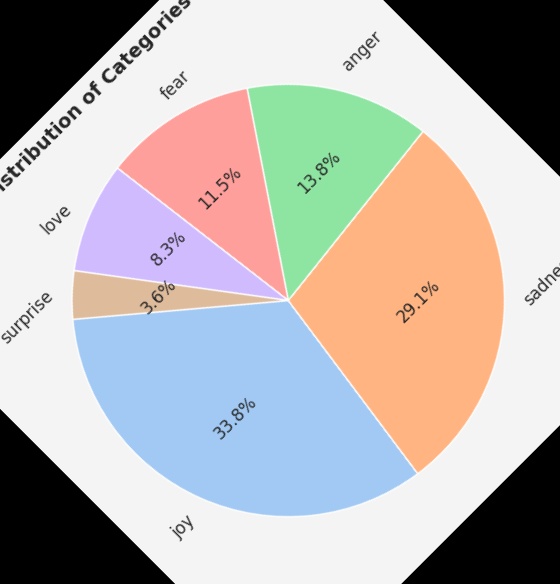 stribution of Categories
anger
fear
love
surprise
joy
sadne
13.8%
11.5%
8.3%
3.6%
33.8%
29.1%